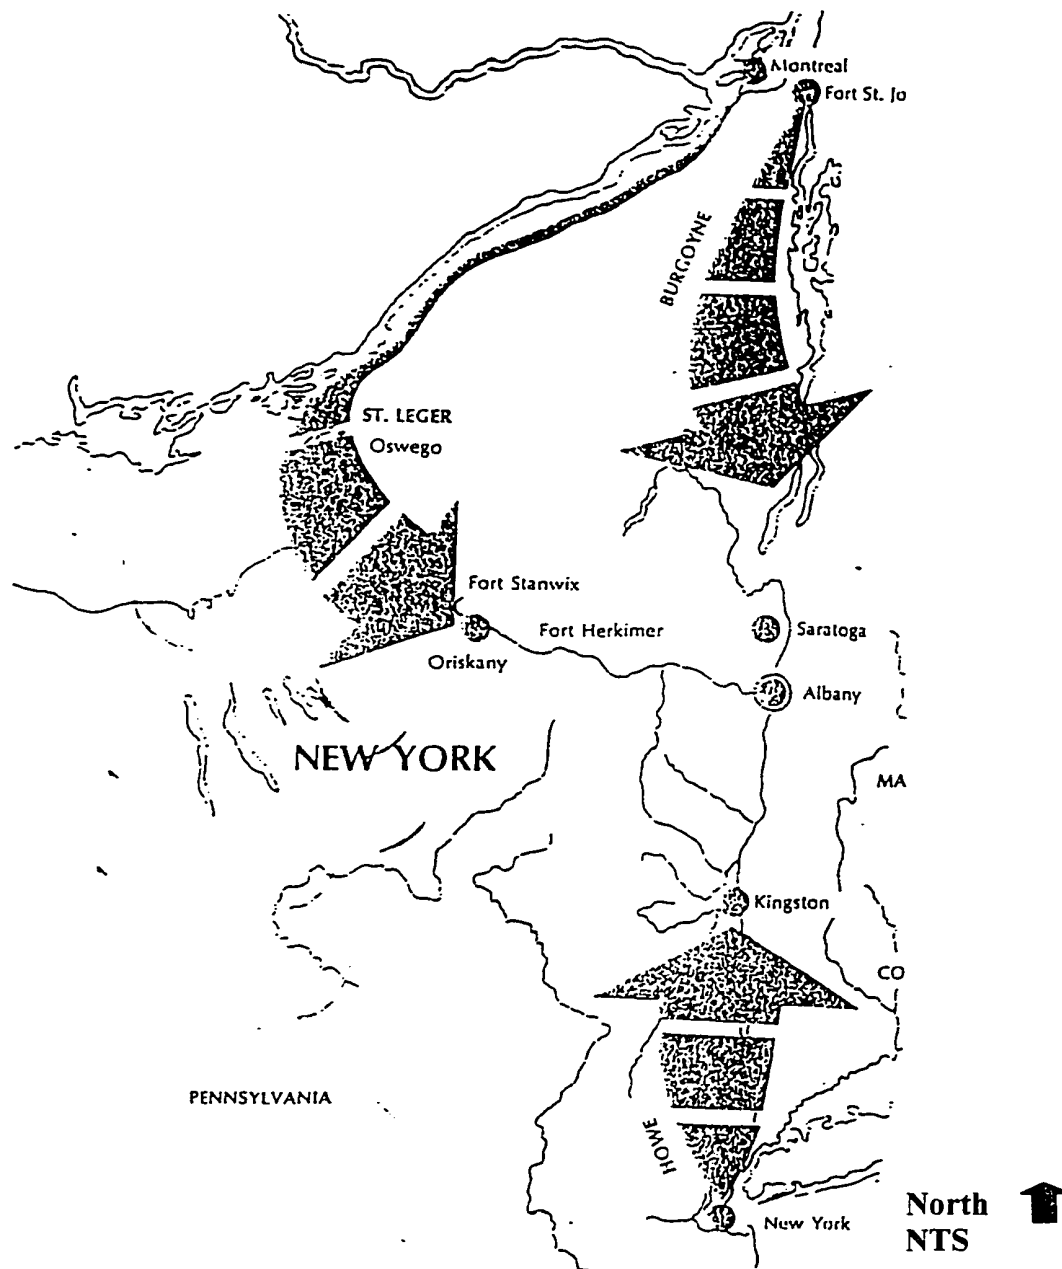 Montreal
Fort St. Jo
BURGOYNE
ST. LEGER
Oswego
Fort Stanwix
Fort Herkimer
Saratoga
Oriskany
Albany
NEW YORK
MA
Kingston
CO
PENNSYLVANIA
HOWE
New York
North
NTS